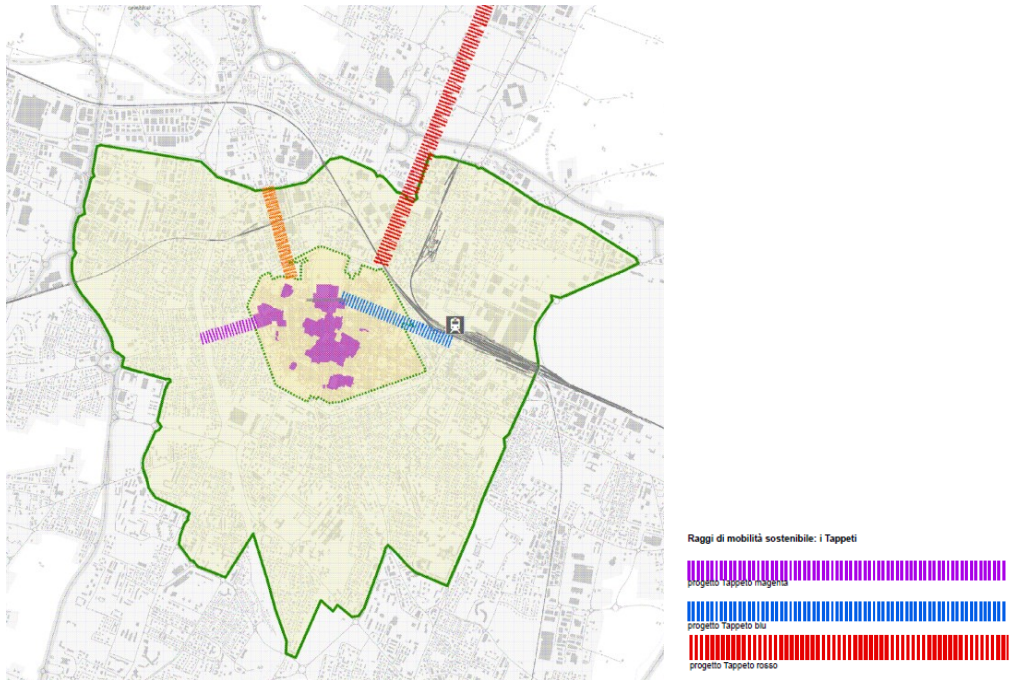 Raggi di mobilità sostenibile: i Tappeti
progetto Tappeto magenta
progetto Tappeto blu
progetto Tappeto rosso